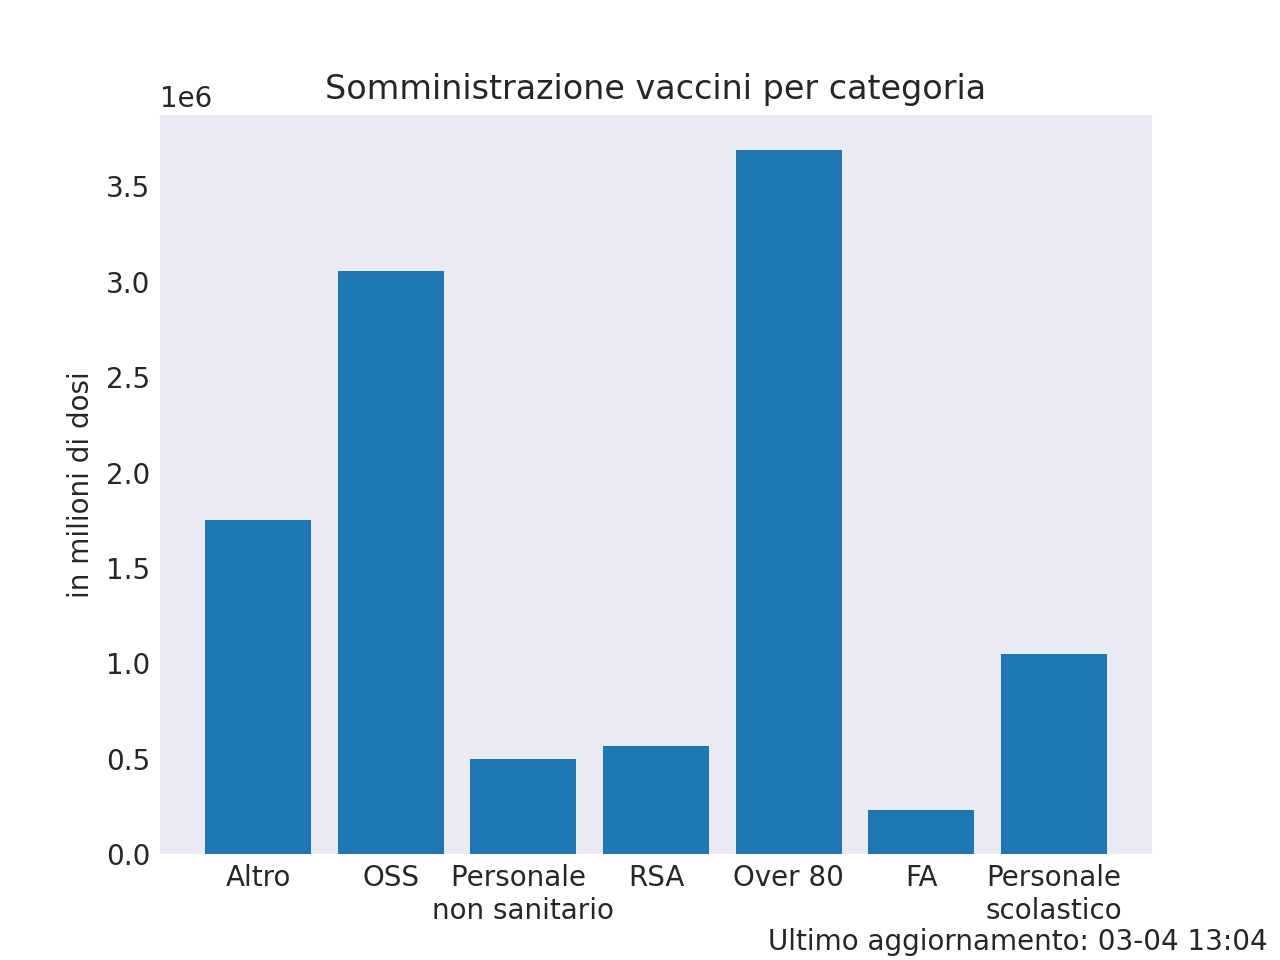 Somministrazione vaccini per categoria
1e6
3.5
3.0
2.5
2.0
1.5
1.0
0.5
0.0
in milioni di dosi
Altro OSS Personale RSA Over 80 FA Personale
non sanitario scolastico
Ultimo aggiornamento: 03-04 13:04